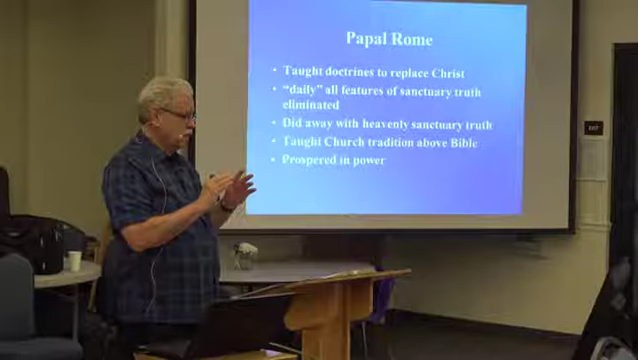 Papal Rome
• Taught doctrines to replace Christ
• “daily” all features of sanctuary truth
eliminated
• Did away with heavenly sanctuary truth
• Taught Church tradition above Bible
• Prospered in power
EXIT